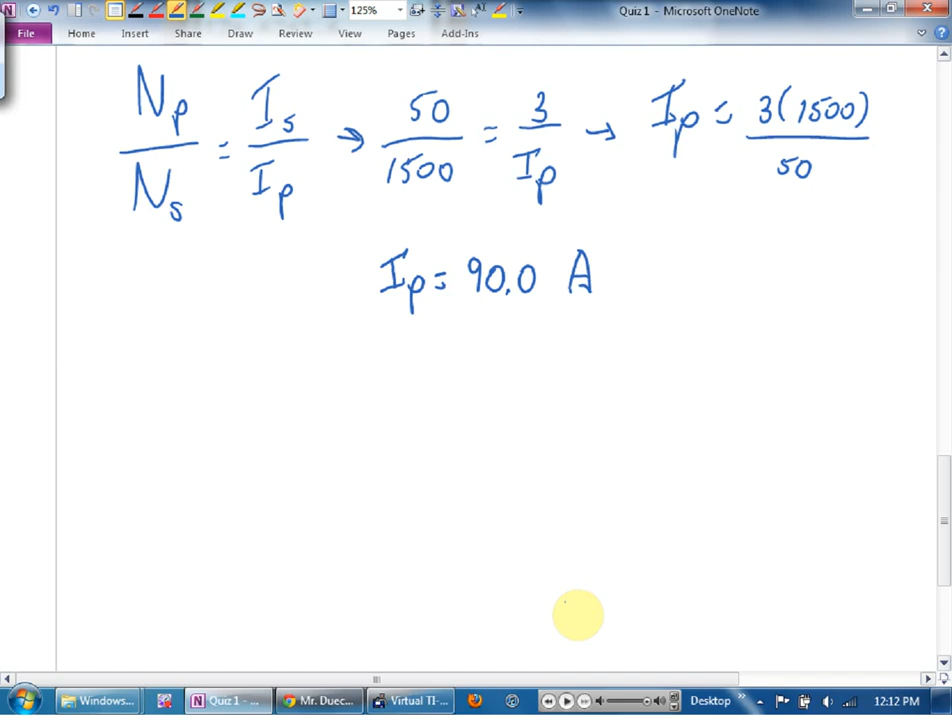 125% Quiz 1 - Microsoft OneNote
File Home Insert Share Draw Review View Pages Add-Ins
Np/Ns = Is/Ip → 50/1500 = 3/Ip → Ip = 3(1500)/50
Ip = 90.0 A
Windows... Quiz 1 - ... Mr. Duec... Virtual TI-... Desktop » 12:12 PM